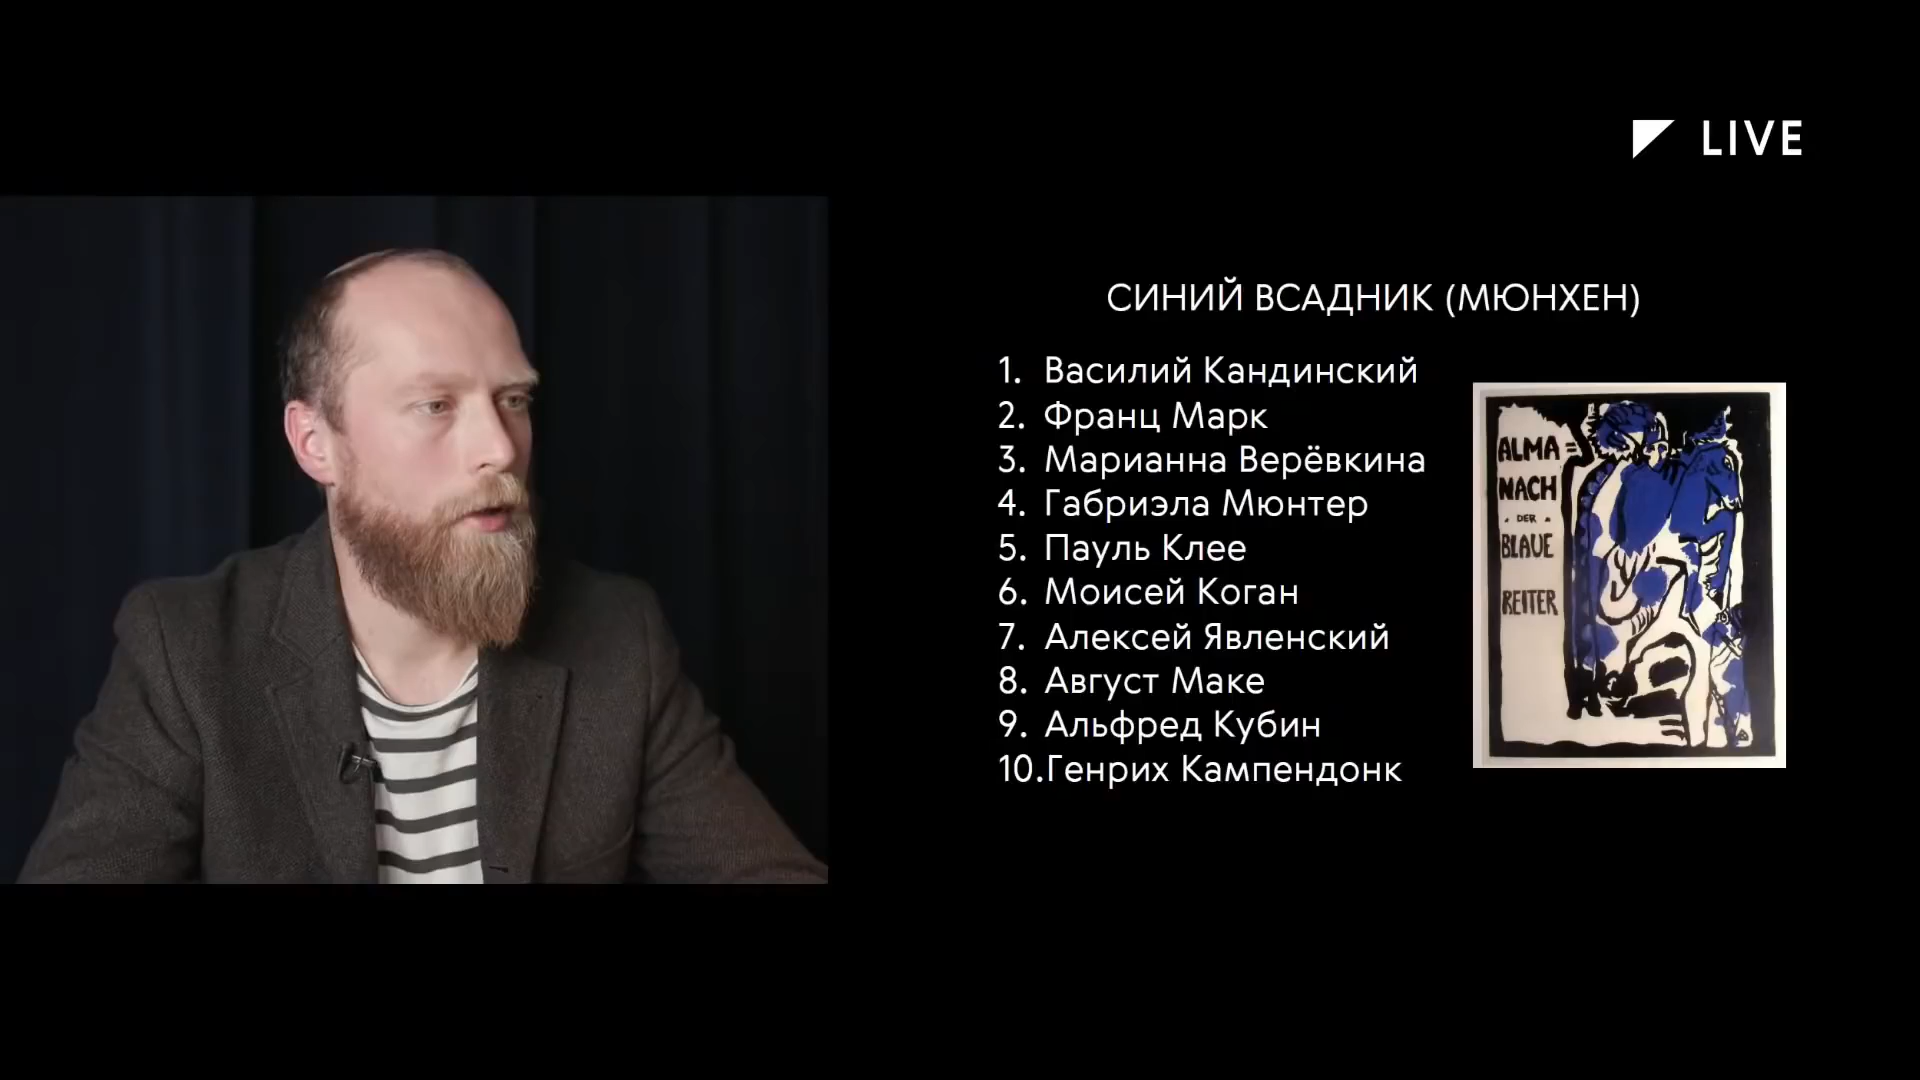 LIVE
СИНИЙ ВСАДНИК (МЮНХЕН)
1. Василий Кандинский
2. Франц Марк
3. Марианна Верёвкина
4. Габриэла Мюнтер
5. Пауль Клее
6. Моисей Коган
7. Алексей Явленский
8. Август Маке
9. Альфред Кубин
10.Генрих Кампендонк
ALMA=
NACH
DER
BLAUE
REITER